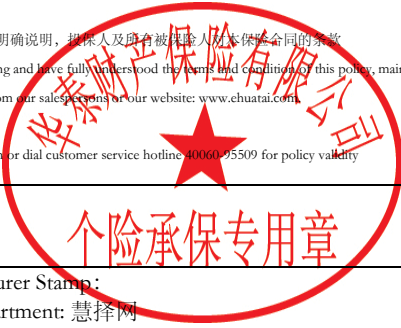 明确说明，投保人及所有被保险人对本保险合同的条款
ng and have fully understood the terms and condition of this policy, main
om our salespersons or our website: www.ehuatai.com.
华泰财产保险有限公司
n or dial customer service hotline 40060-95509 for policy validity
个险承保专用章
urer Stamp:
artment: 慧择网